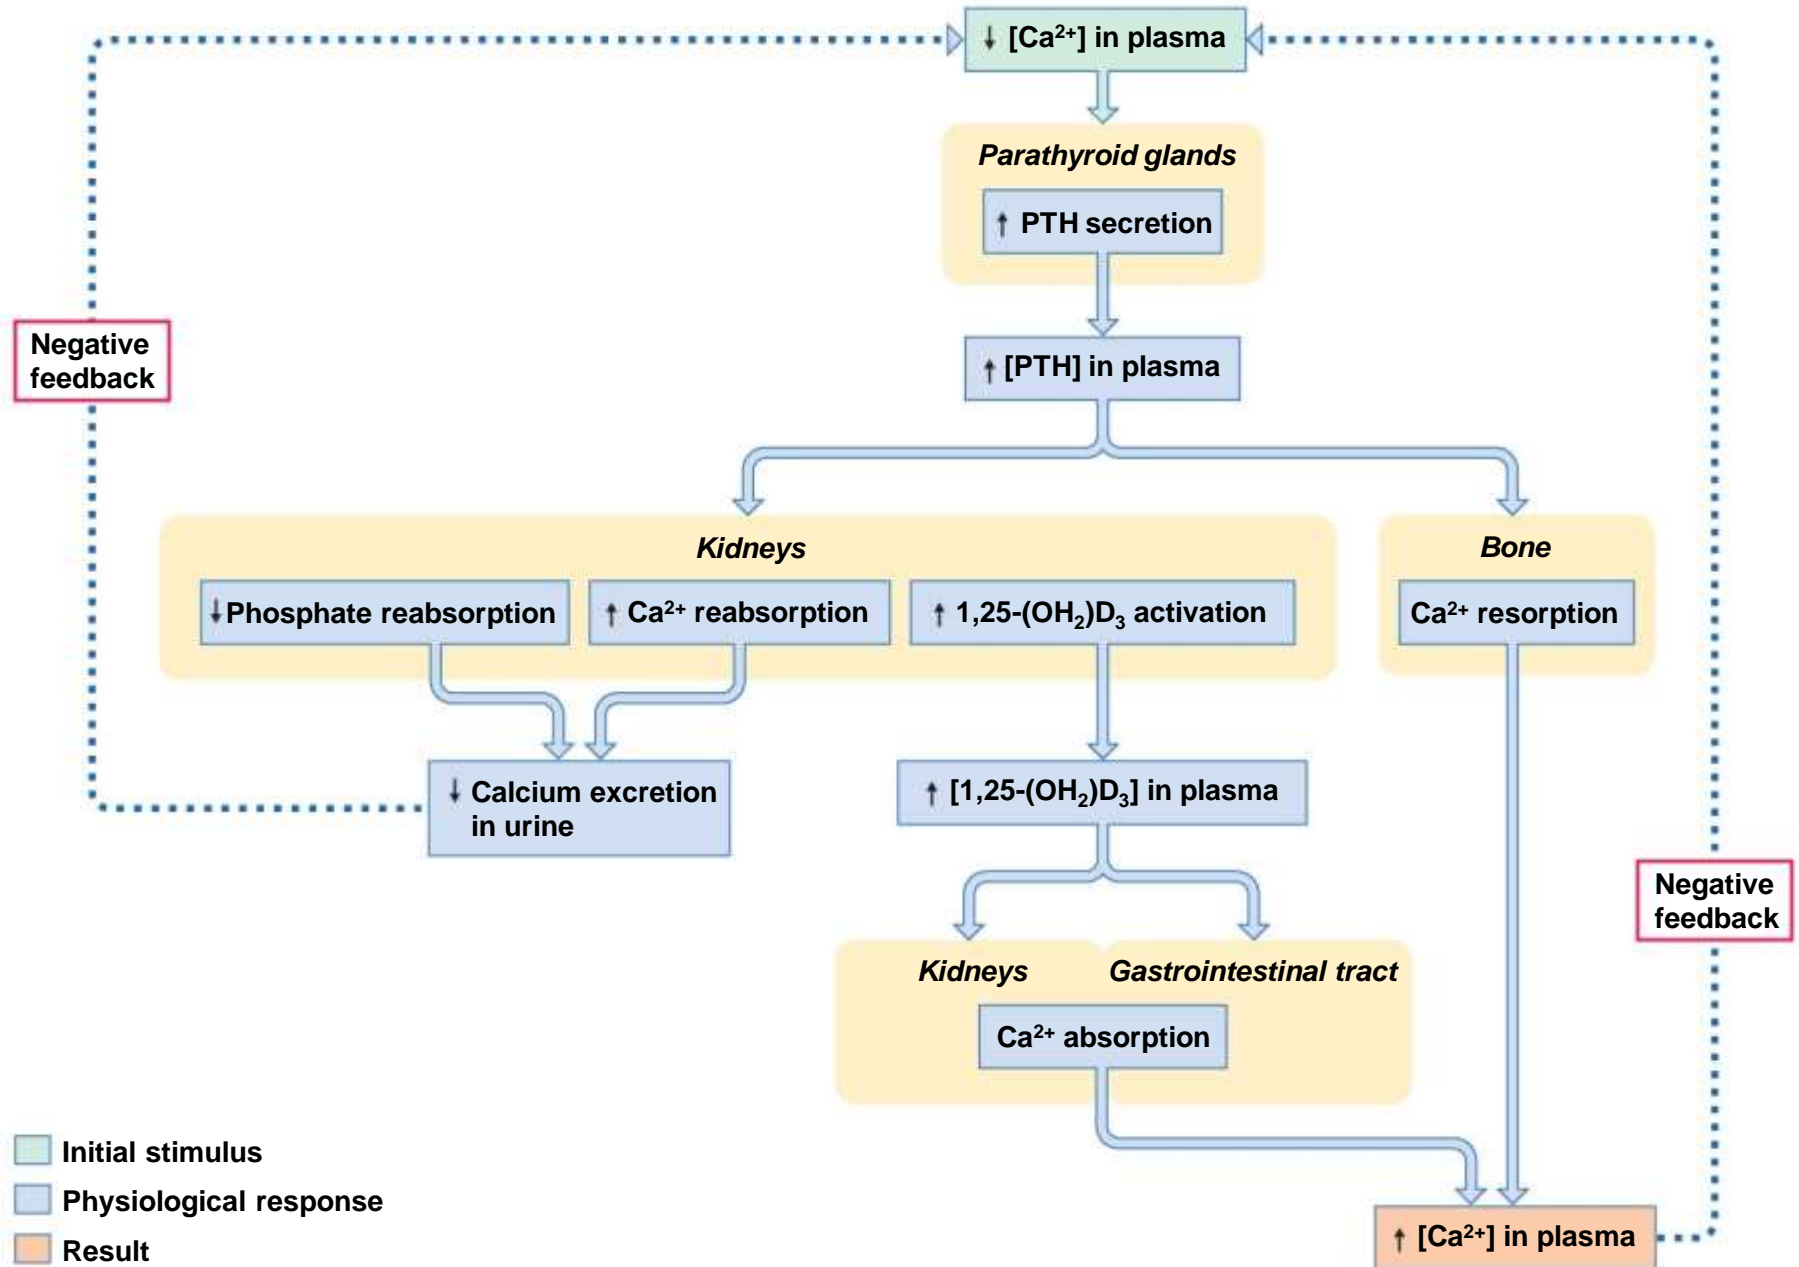 ↓ [Ca²⁺] in plasma
Parathyroid glands
↑ PTH secretion
Negative
feedback
↑ [PTH] in plasma
Kidneys
↓ Phosphate reabsorption
↑ Ca²⁺ reabsorption
↑ 1,25-(OH₂)D₃ activation
Bone
Ca²⁺ resorption
↓ Calcium excretion
in urine
↑ [1,25-(OH₂)D₃] in plasma
Negative
feedback
Kidneys
Gastrointestinal tract
Ca²⁺ absorption
Initial stimulus
Physiological response
Result
↑ [Ca²⁺] in plasma